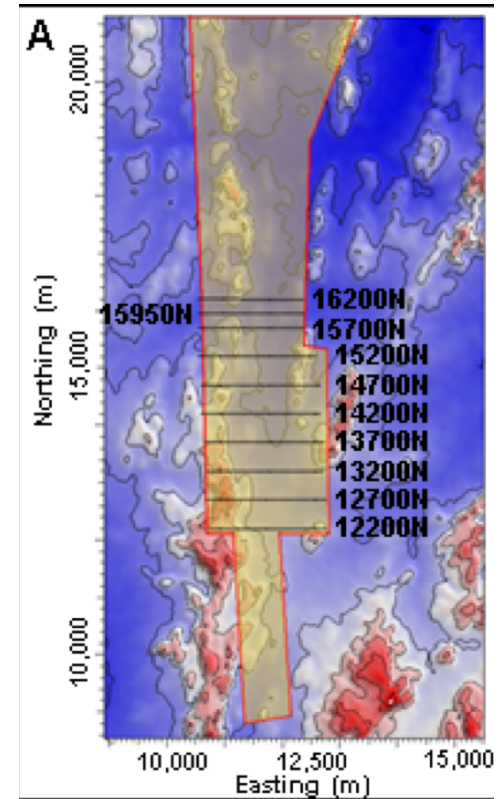 A
20,000
Northing (m)
15,000
10,000
16200N
15950N
15700N
15200N
14700N
14200N
13700N
13200N
12700N
12200N
10,000
12,500
15,000
Easting (m)